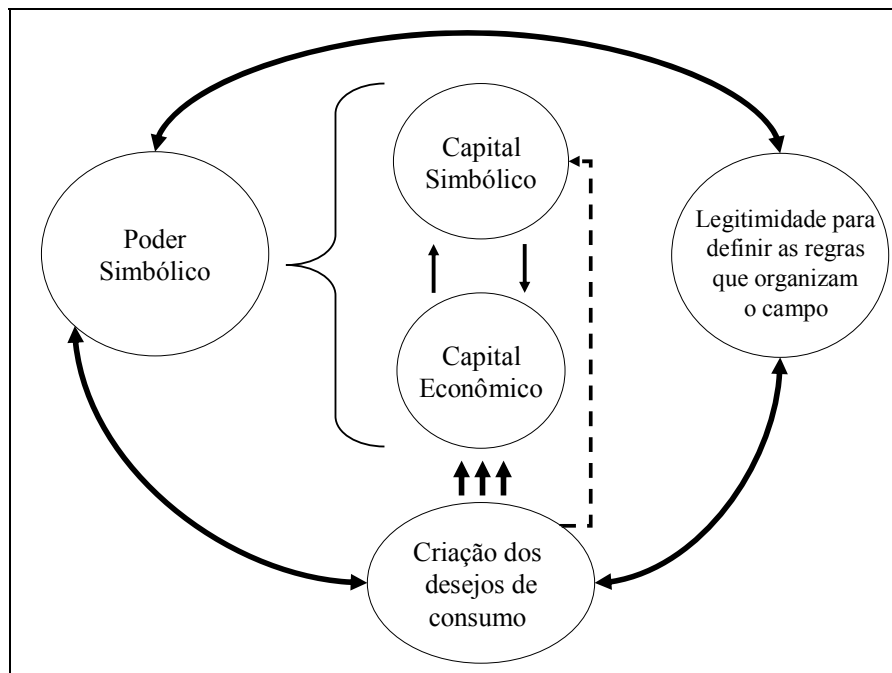 Capital
Simbólico
Poder
Simbólico
Legitimidade para
definir as regras
que organizam
o campo
Capital
Econômico
Criação dos
desejos de
consumo